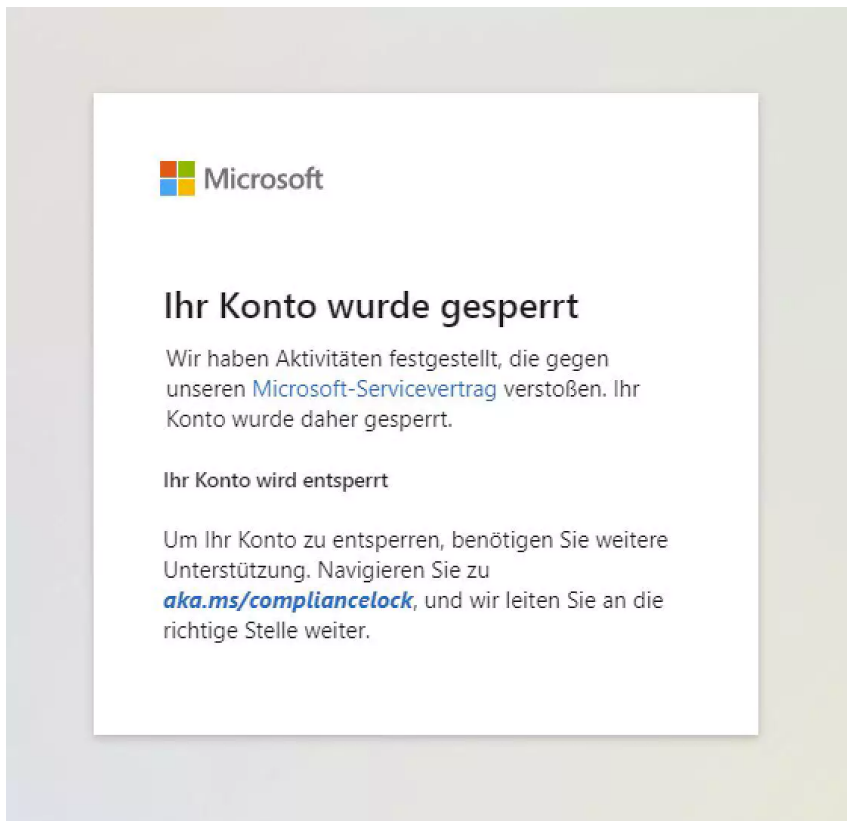 Microsoft
Ihr Konto wurde gesperrt
Wir haben Aktivitäten festgestellt, die gegen
unseren Microsoft-Servicevertrag verstoßen. Ihr
Konto wurde daher gesperrt.
Ihr Konto wird entsperrt
Um Ihr Konto zu entsperren, benötigen Sie weitere
Unterstützung. Navigieren Sie zu
aka.ms/compliancelock, und wir leiten Sie an die
richtige Stelle weiter.